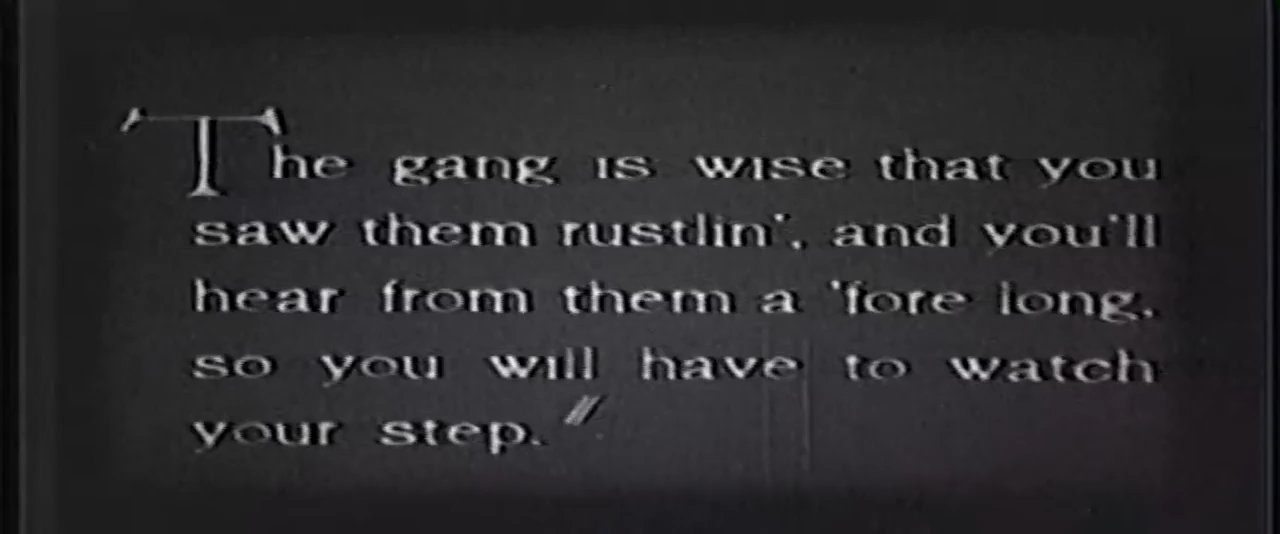 The gang is wise that you
saw them rustlin', and you'll
hear from them a 'fore long,
so you will have to watch
your step."